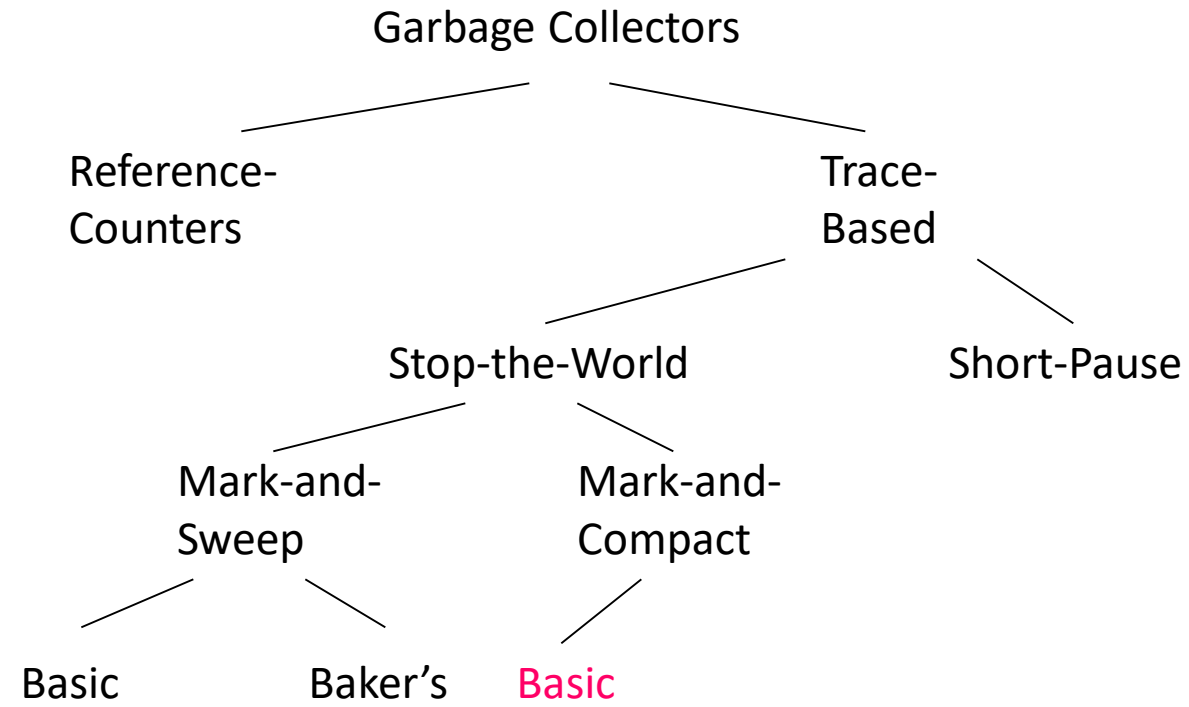 Garbage Collectors
Reference-
Counters
Trace-
Based
Stop-the-World
Short-Pause
Mark-and-
Sweep
Mark-and-
Compact
Basic
Baker’s
Basic